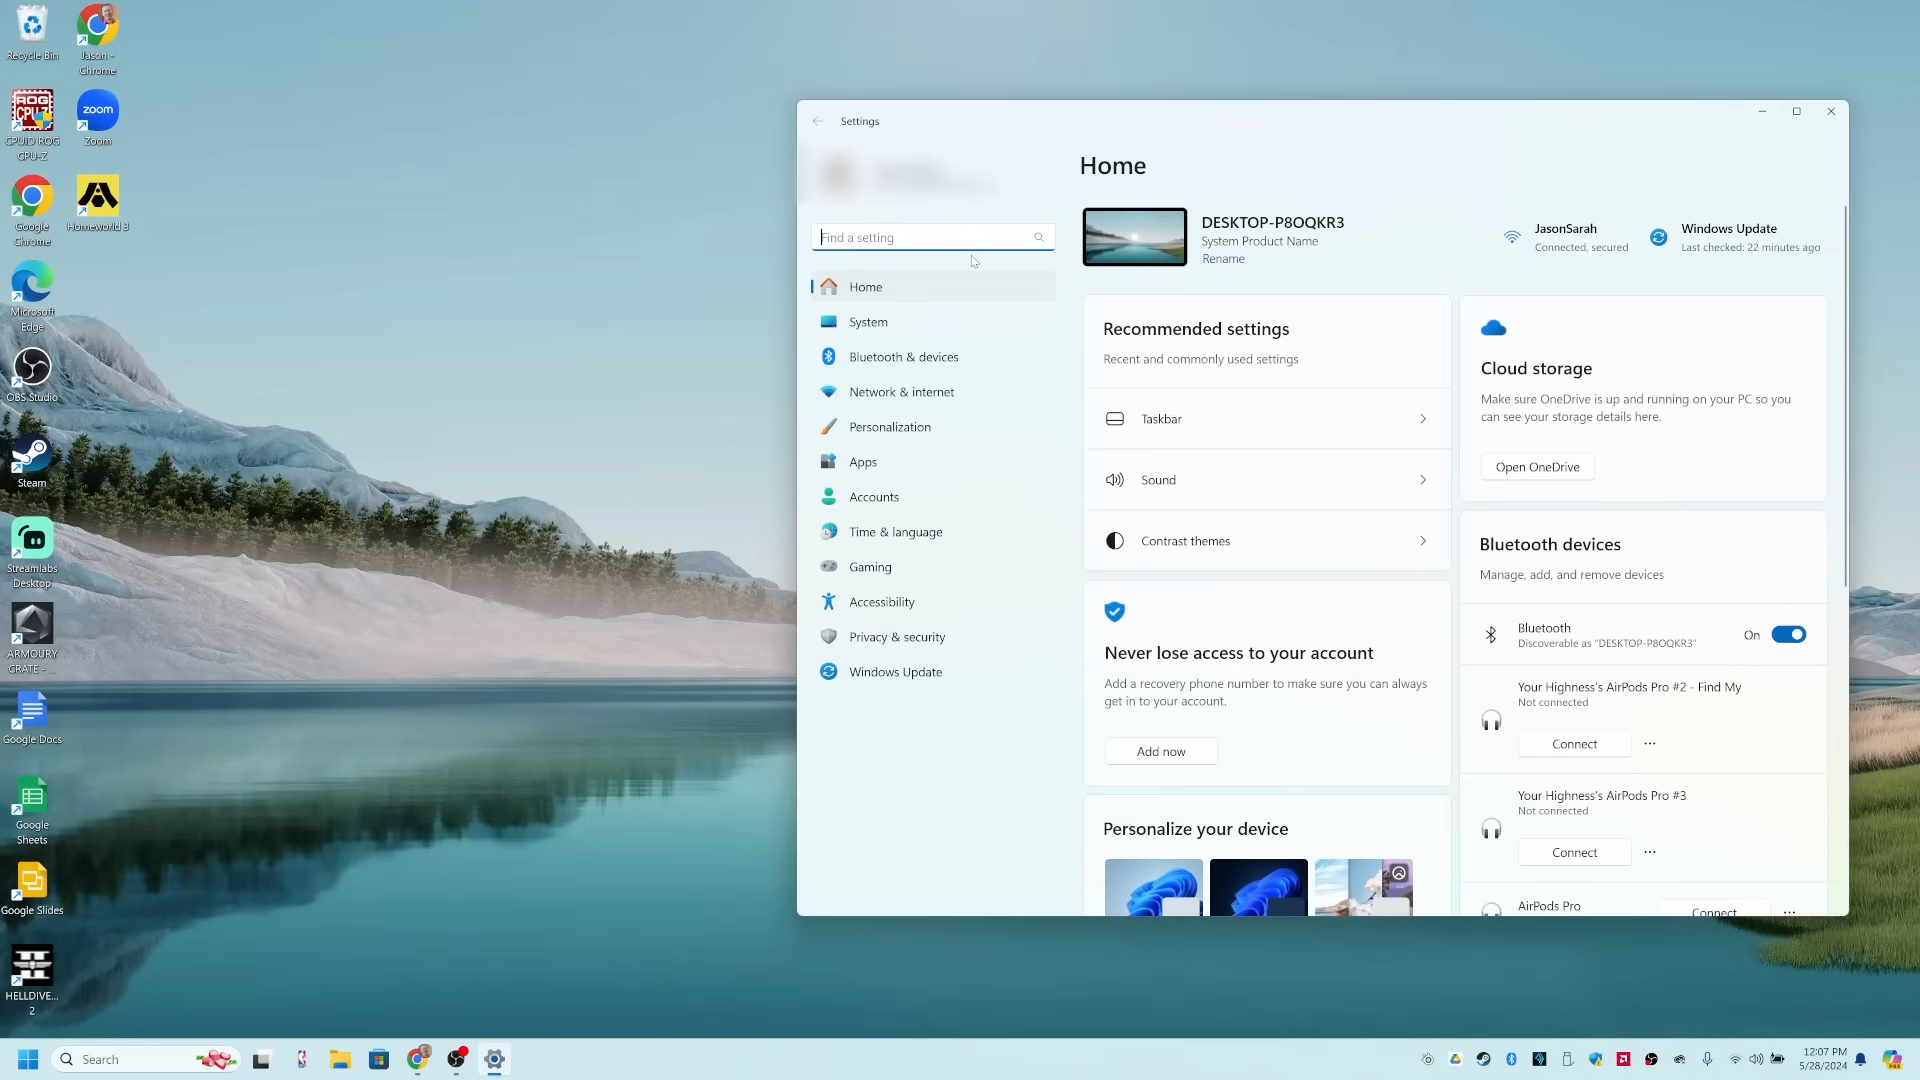 Recycle Bin
Jason -
Chrome
CPUID ROG
CPU-Z
zoom
Zoom
Google
Chrome
Homeworld 3
Microsoft
Edge
OBS Studio
Steam
Streamlabs
Desktop
ARMOURY
CRATE - ...
Google Docs
Google
Sheets
Google Slides
HELLDIVE...
2
Settings
Find a setting
Home
System
Bluetooth & devices
Network & internet
Personalization
Apps
Accounts
Time & language
Gaming
Accessibility
Privacy & security
Windows Update
Home
DESKTOP-P8OQKR3
System Product Name
Rename
JasonSarah
Connected, secured
Windows Update
Last checked: 22 minutes ago
Recommended settings
Recent and commonly used settings
Taskbar
Sound
Contrast themes
Never lose access to your account
Add a recovery phone number to make sure you can always
get in to your account.
Add now
Personalize your device
Cloud storage
Make sure OneDrive is up and running on your PC so you
can see your storage details here.
Open OneDrive
Bluetooth devices
Manage, add, and remove devices
Bluetooth
Discoverable as "DESKTOP-P8OQKR3"
On
Your Highness's AirPods Pro #2 - Find My
Not connected
Connect
Your Highness's AirPods Pro #3
Not connected
Connect
AirPods Pro
Connect
Search
12:07 PM
5/28/2024